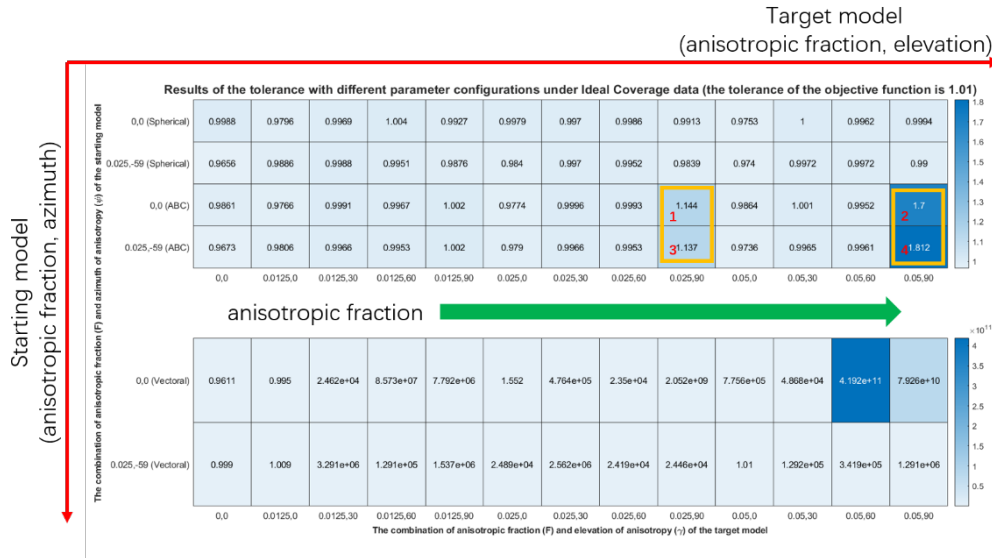 Target model
(anisotropic fraction, elevation)
Starting model
(anisotropic fraction, azimuth)
Results of the tolerance with different parameter configurations under Ideal Coverage data (the tolerance of the objective function is 1.01)
The combination of anisotropic fraction (F) and azimuth of anisotropy (ψ) of the starting model
0,0 (Spherical) 0.9988 0.9796 0.9969 1.004 0.9927 0.9979 0.997 0.9986 0.9913 0.9753 1 0.9962 0.9994
0.025,-59 (Spherical) 0.9656 0.9886 0.9988 0.9951 0.9876 0.984 0.997 0.9952 0.9839 0.974 0.9972 0.9972 0.99
0,0 (ABC) 0.9861 0.9766 0.9991 0.9967 1.002 0.9774 0.9996 0.9993 1.144 0.9864 1.001 0.9952 1.7
1 2
0.025,-59 (ABC) 0.9673 0.9806 0.9966 0.9953 1.002 0.979 0.9966 0.9953 3 1.137 0.9736 0.9965 0.9961 4 1.812
0,0 0.0125,0 0.0125,30 0.0125,60 0.0125,90 0.025,0 0.025,30 0.025,60 0.025,90 0.05,0 0.05,30 0.05,60 0.05,90
1.8
1.7
1.6
1.5
1.4
1.3
1.2
1.1
1
anisotropic fraction
×10¹¹
0,0 (Vectoral) 0.9611 0.995 2.462e+04 8.573e+07 7.792e+06 1.552 4.764e+05 2.35e+04 2.052e+09 7.756e+05 4.868e+04 4.192e+11 7.926e+10
0.025,-59 (Vectoral) 0.999 1.009 3.291e+06 1.291e+05 1.537e+06 2.489e+04 2.562e+06 2.419e+04 2.446e+04 1.01 1.292e+05 3.419e+05 1.291e+06
0,0 0.0125,0 0.0125,30 0.0125,60 0.0125,90 0.025,0 0.025,30 0.025,60 0.025,90 0.05,0 0.05,30 0.05,60 0.05,90
4
3.5
3
2.5
2
1.5
1
0.5
The combination of anisotropic fraction (F) and elevation of anisotropy (γ) of the target model